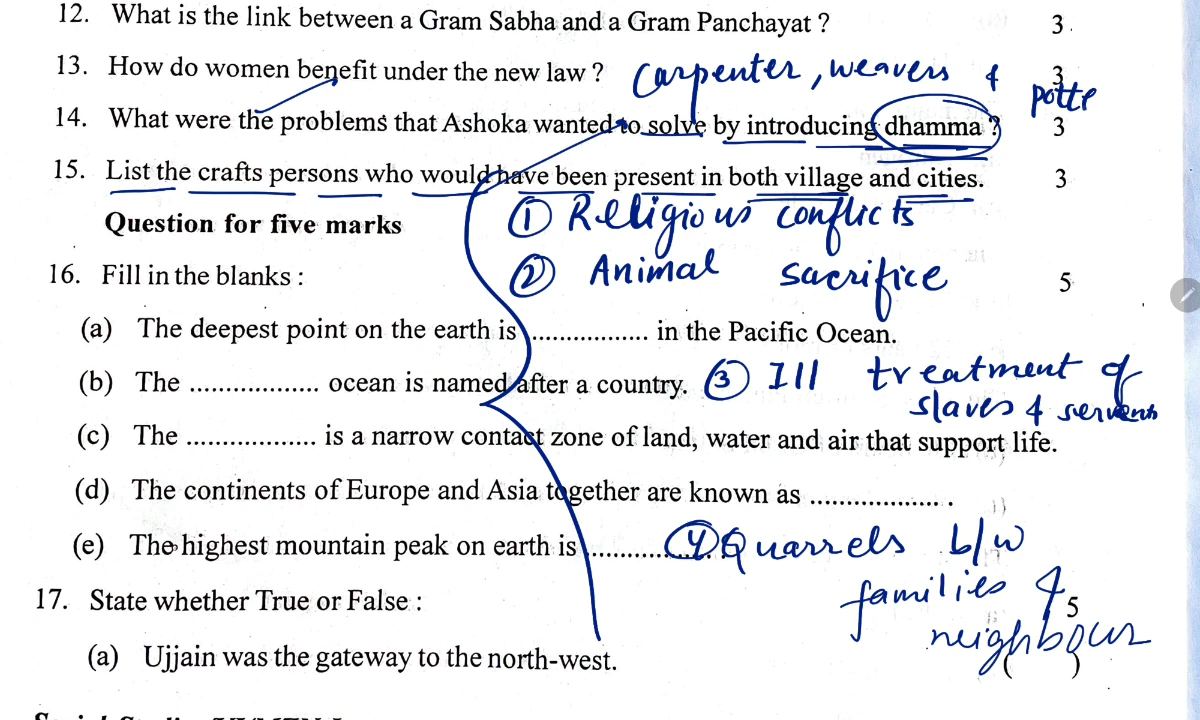 12. What is the link between a Gram Sabha and a Gram Panchayat ? 3.
13. How do women benefit under the new law ? 3
Carpenter, weavers & potte
14. What were the problems that Ashoka wanted to solve by introducing dhamma ? 3
15. List the crafts persons who would have been present in both village and cities. 3
① Religious conflicts
Question for five marks
② Animal sacrifice
16. Fill in the blanks : 5
(a) The deepest point on the earth is ................ in the Pacific Ocean.
(b) The .................. ocean is named after a country.
③ Ill treatment of
slaves & servents
(c) The .................. is a narrow contact zone of land, water and air that support life.
(d) The continents of Europe and Asia together are known as ................... .
(e) The highest mountain peak on earth is ..................
④ Quarrels b/w
families &
neighbour
17. State whether True or False : 5
(a) Ujjain was the gateway to the north-west. ( )